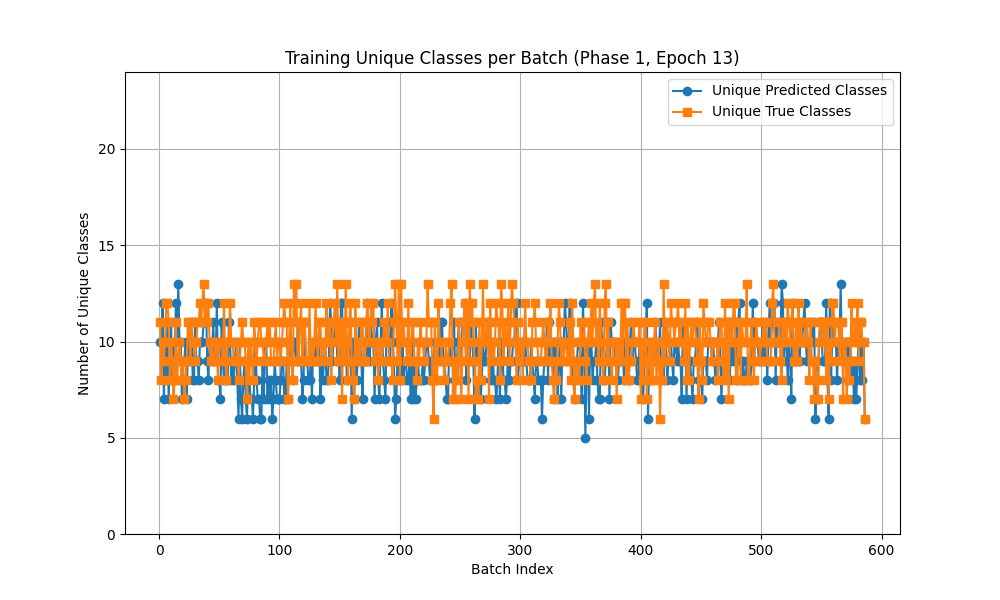 Training Unique Classes per Batch (Phase 1, Epoch 13)
Unique Predicted Classes
Unique True Classes
Number of Unique Classes
20
15
10
5
0
0 100 200 300 400 500 600
Batch Index